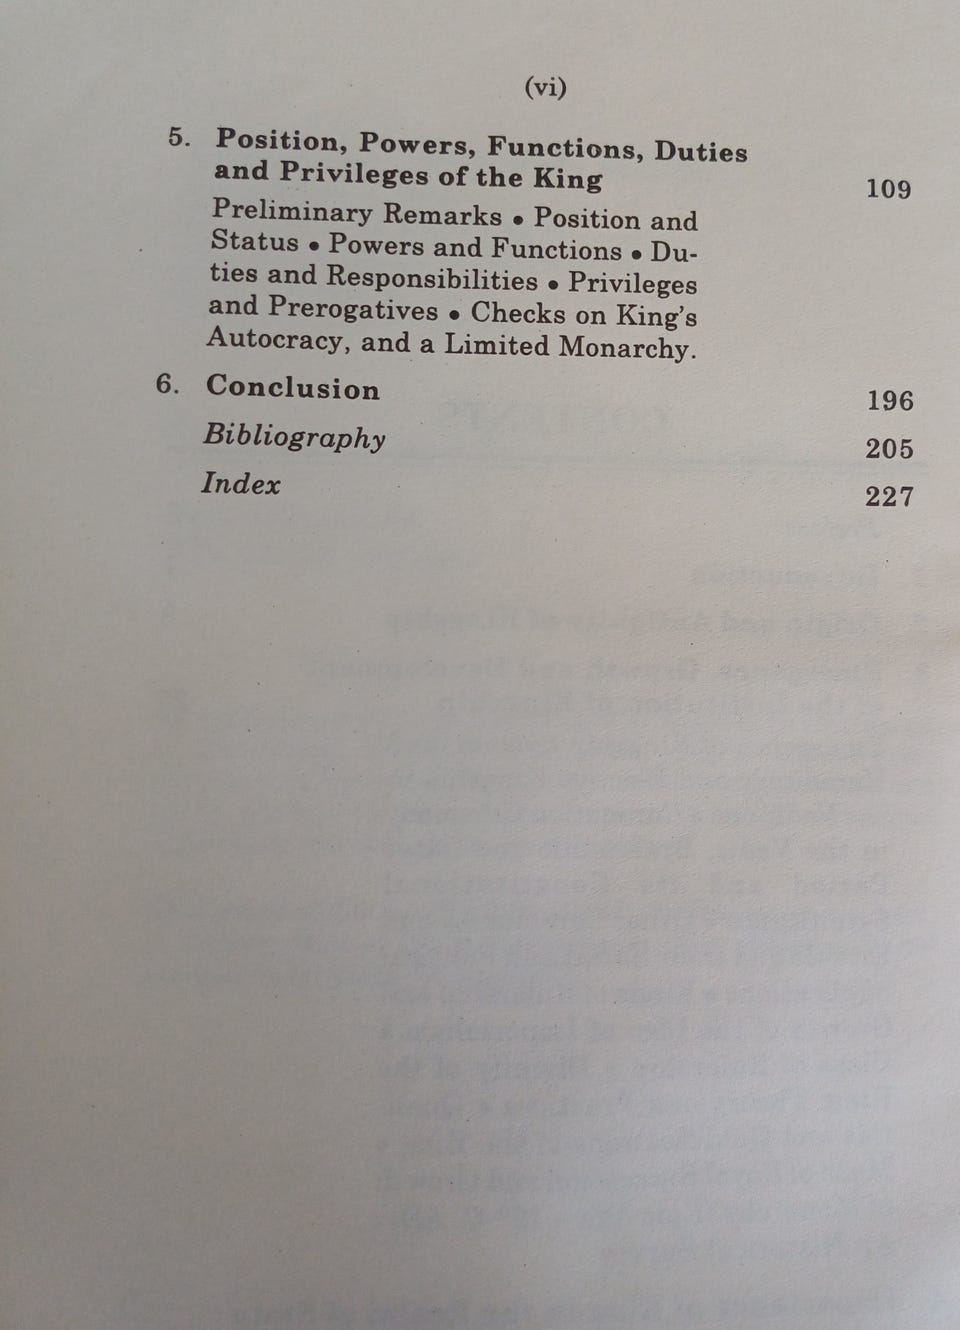 (vi)
5. Position, Powers, Functions, Duties
and Privileges of the King 109
Preliminary Remarks • Position and
Status • Powers and Functions • Du-
ties and Responsibilities • Privileges
and Prerogatives • Checks on King's
Autocracy, and a Limited Monarchy.
6. Conclusion 196
Bibliography 205
Index 227